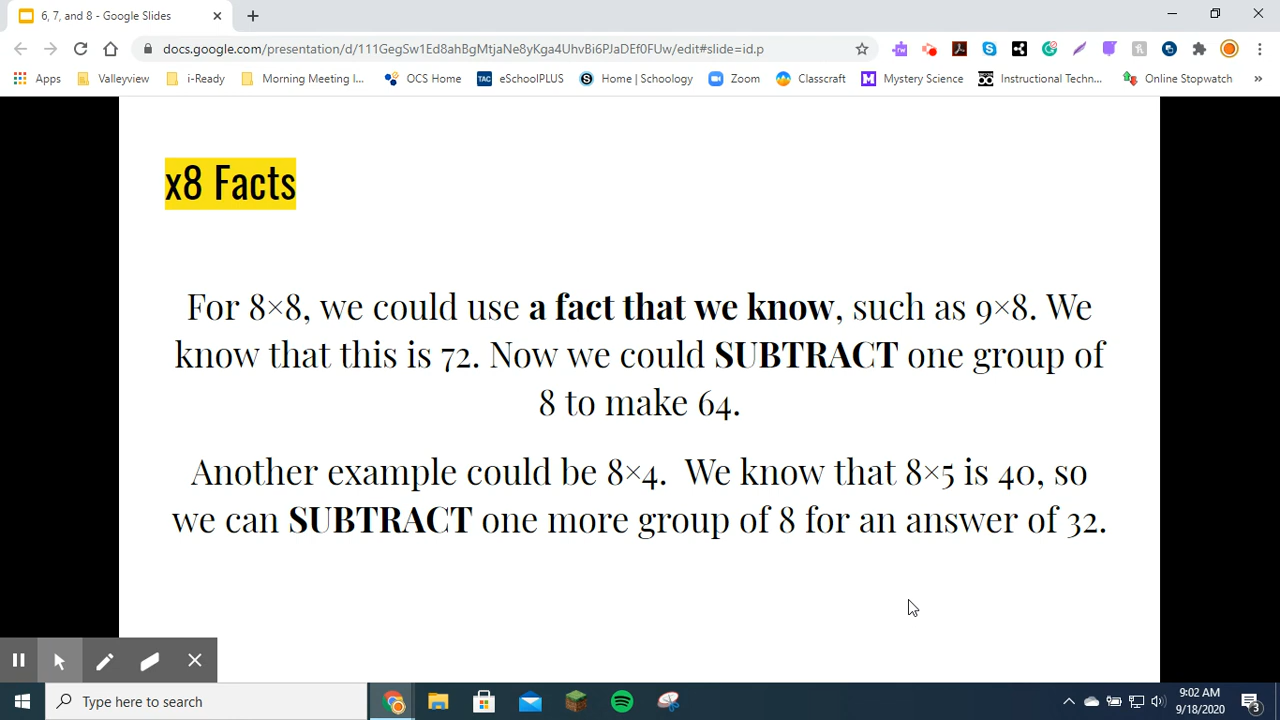 6, 7, and 8 - Google Slides
docs.google.com/presentation/d/111GegSw1Ed8ahBgMtjaNe8yKga4UhvBi6PJaDEf0FUw/edit#slide=id.p
Apps Valleyview i-Ready Morning Meeting I... OCS Home TAC eSchoolPLUS Home | Schoology Zoom Classcraft Mystery Science Instructional Techn... Online Stopwatch »
x8 Facts
For 8×8, we could use a fact that we know, such as 9×8. We
know that this is 72. Now we could SUBTRACT one group of
8 to make 64.
Another example could be 8×4. We know that 8×5 is 40, so
we can SUBTRACT one more group of 8 for an answer of 32.
Type here to search
9:02 AM
9/18/2020
3